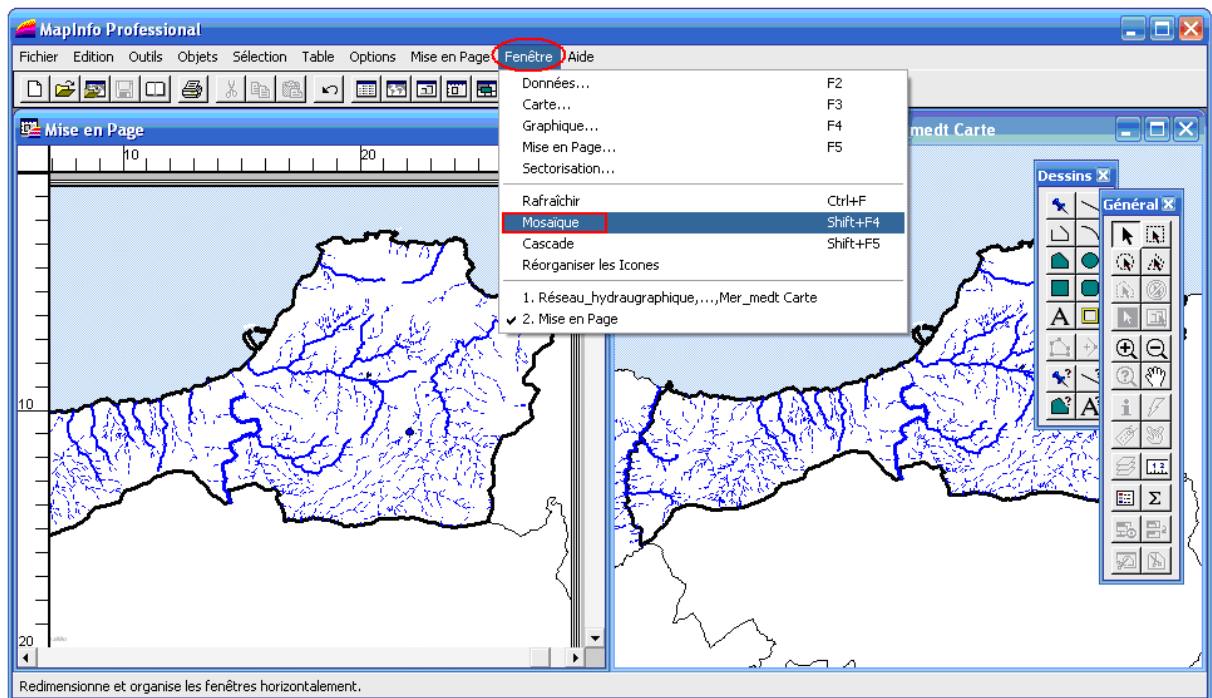 MapInfo Professional
Fichier Edition Outils Objets Sélection Table Options Mise en Page Fenêtre Aide
Mise en Page
medt Carte
Données... F2
Carte... F3
Graphique... F4
Mise en Page... F5
Sectorisation...
Rafraîchir Ctrl+F
Mosaïque Shift+F4
Cascade Shift+F5
Réorganiser les Icones
1. Réseau_hydraugraphique,...,Mer_medt Carte
✓ 2. Mise en Page
10 20
10
20
Dessins
A
A?
Général
i
1.2
Σ
Redimensionne et organise les fenêtres horizontalement.